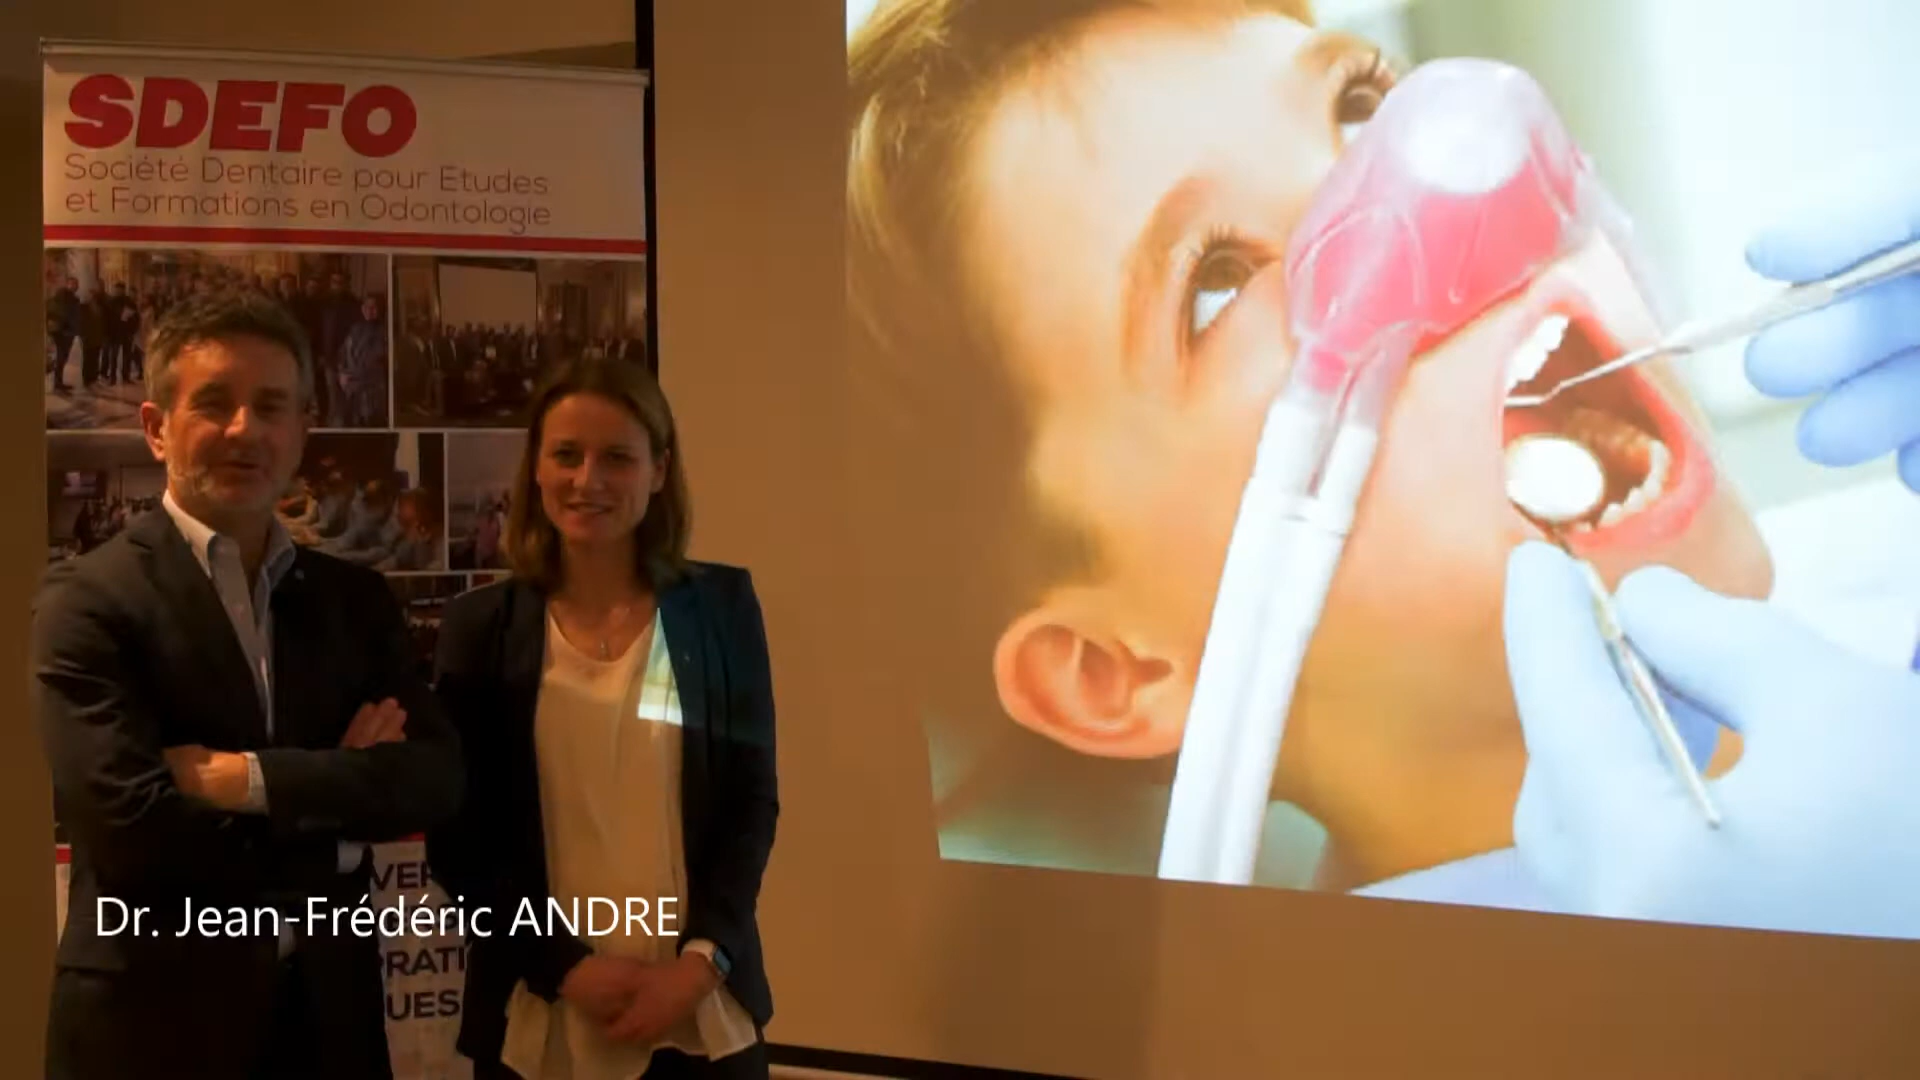 SDEFO
Société Dentaire pour Etudes
et Formations en Odontologie
Dr. Jean-Frédéric ANDRE